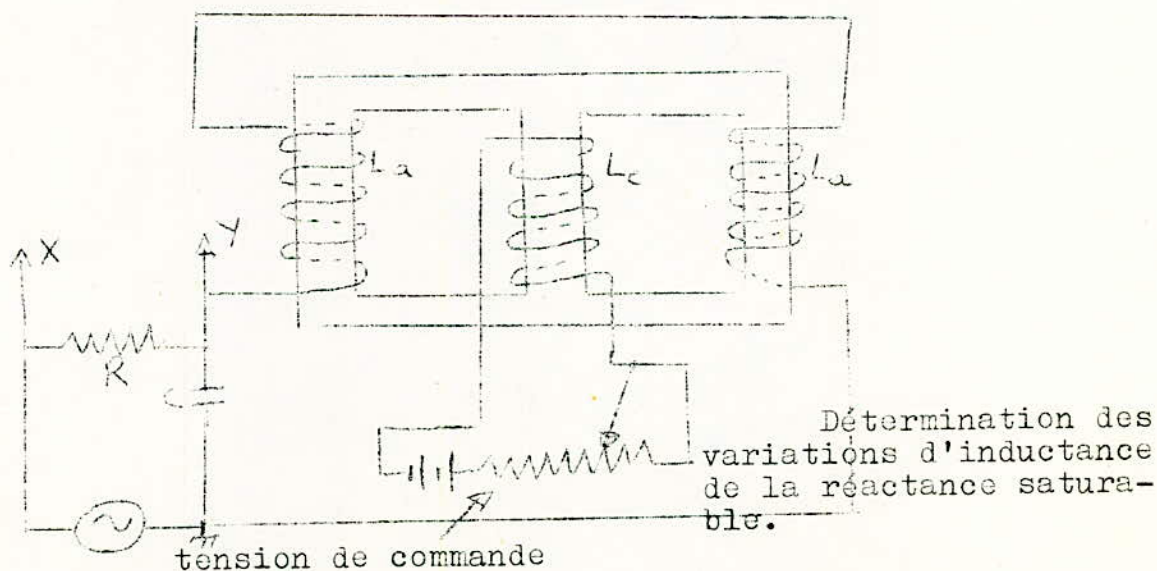 La
Lc
La
X
Y
R
Détermination des
variations d'inductance
de la réactance satura-
ble.
tension de commande